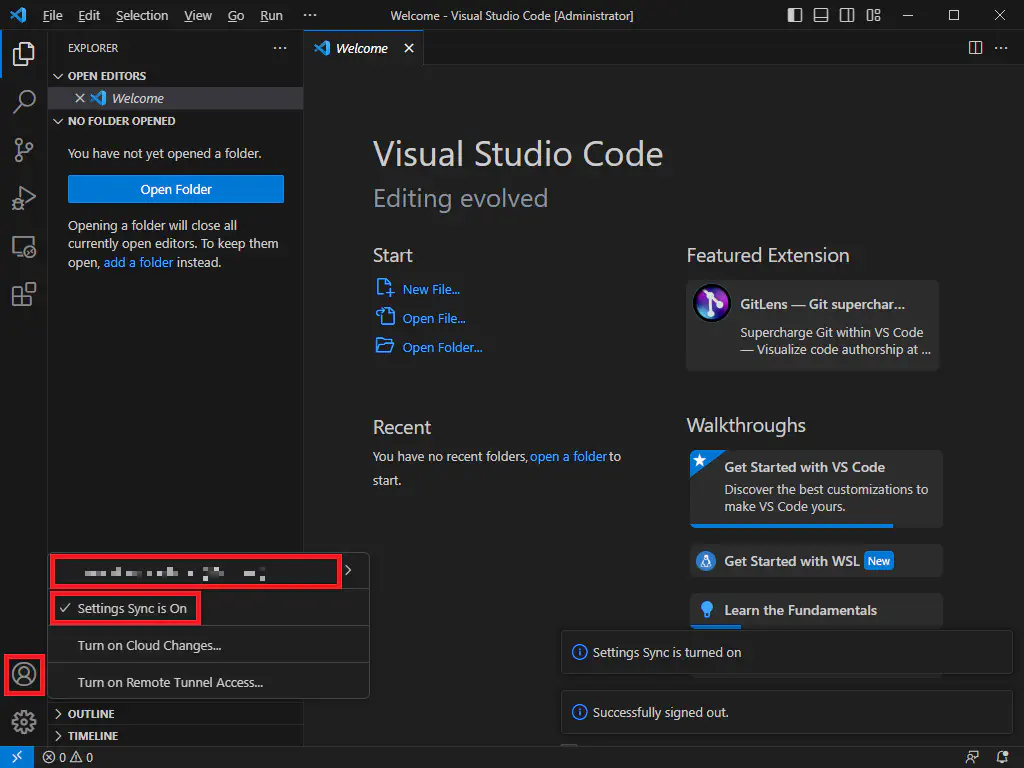 File Edit Selection View Go Run ···
Welcome - Visual Studio Code [Administrator]
EXPLORER
Welcome
OPEN EDITORS
Welcome
NO FOLDER OPENED
You have not yet opened a folder.
Open Folder
Opening a folder will close all
currently open editors. To keep them
open, add a folder instead.
Visual Studio Code
Editing evolved
Start
New File...
Open File...
Open Folder...
Recent
You have no recent folders, open a folder to
start.
Featured Extension
GitLens — Git superchar...
Supercharge Git within VS Code
— Visualize code authorship at ...
Walkthroughs
Get Started with VS Code
Discover the best customizations to
make VS Code yours.
Get Started with WSL New
Learn the Fundamentals
Settings Sync is On
Turn on Cloud Changes...
Turn on Remote Tunnel Access...
Settings Sync is turned on
Successfully signed out.
OUTLINE
TIMELINE
0 0